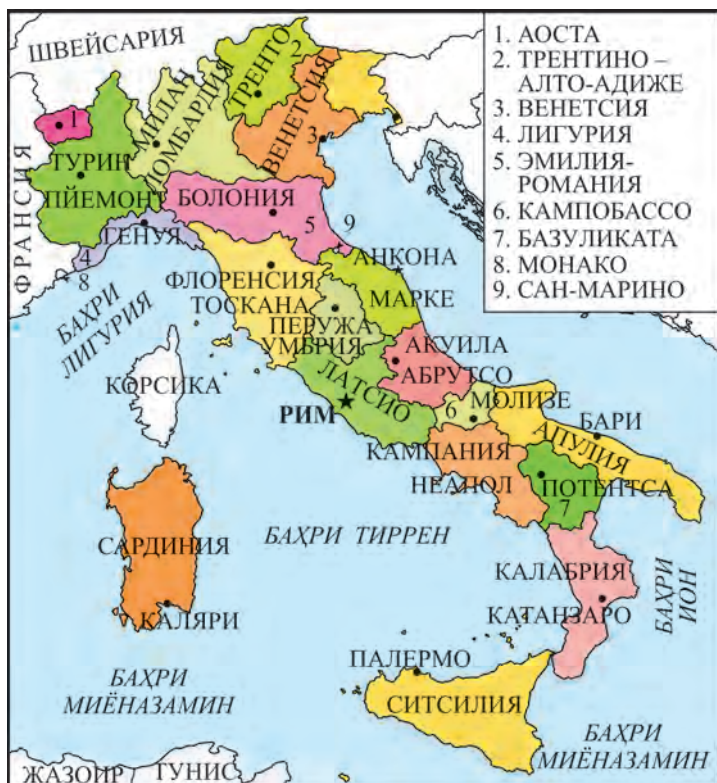 ШВЕЙСАРИЯ
ФРАНСИЯ
1
ТУРИН
ПЙЕМОНТ
МИЛАН
ЛОМБАРДИЯ
ТРЕНТО
2
ВЕНЕТСИЯ
3
БОЛОНИЯ
5
9
ГЕНУЯ
4
8
БАҲРИ
ЛИГУРИЯ
ФЛОРЕНСИЯ
ТОСКАНА
АНКОНА
МАРКЕ
ПЕРУЖА
УМБРИЯ
КОРСИКА
ЛАТСИО
РИМ
АКУИЛА
АБРУТСО
6
МОЛИЗЕ
БАРИ
АПУЛИЯ
КАМПАНИЯ
НЕАПОЛ
ПОТЕНТСА
7
САРДИНИЯ
КАЛЯРИ
БАҲРИ ТИРРЕН
КАЛАБРИЯ
КАТАНЗАРО
БАҲРИ
ИОН
БАҲРИ
МИЁНАЗАМИН
ПАЛЕРМО
СИТСИЛИЯ
БАҲРИ
МИЁНАЗАМИН
ЖАЗОИР
ТУНИС
1. АОСТА
2. ТРЕНТИНО –
АЛТО-АДИЖЕ
3. ВЕНЕТСИЯ
4. ЛИГУРИЯ
5. ЭМИЛИЯ-
РОМАНИЯ
6. КАМПОБАССО
7. БАЗУЛИКАТА
8. МОНАКО
9. САН-МАРИНО